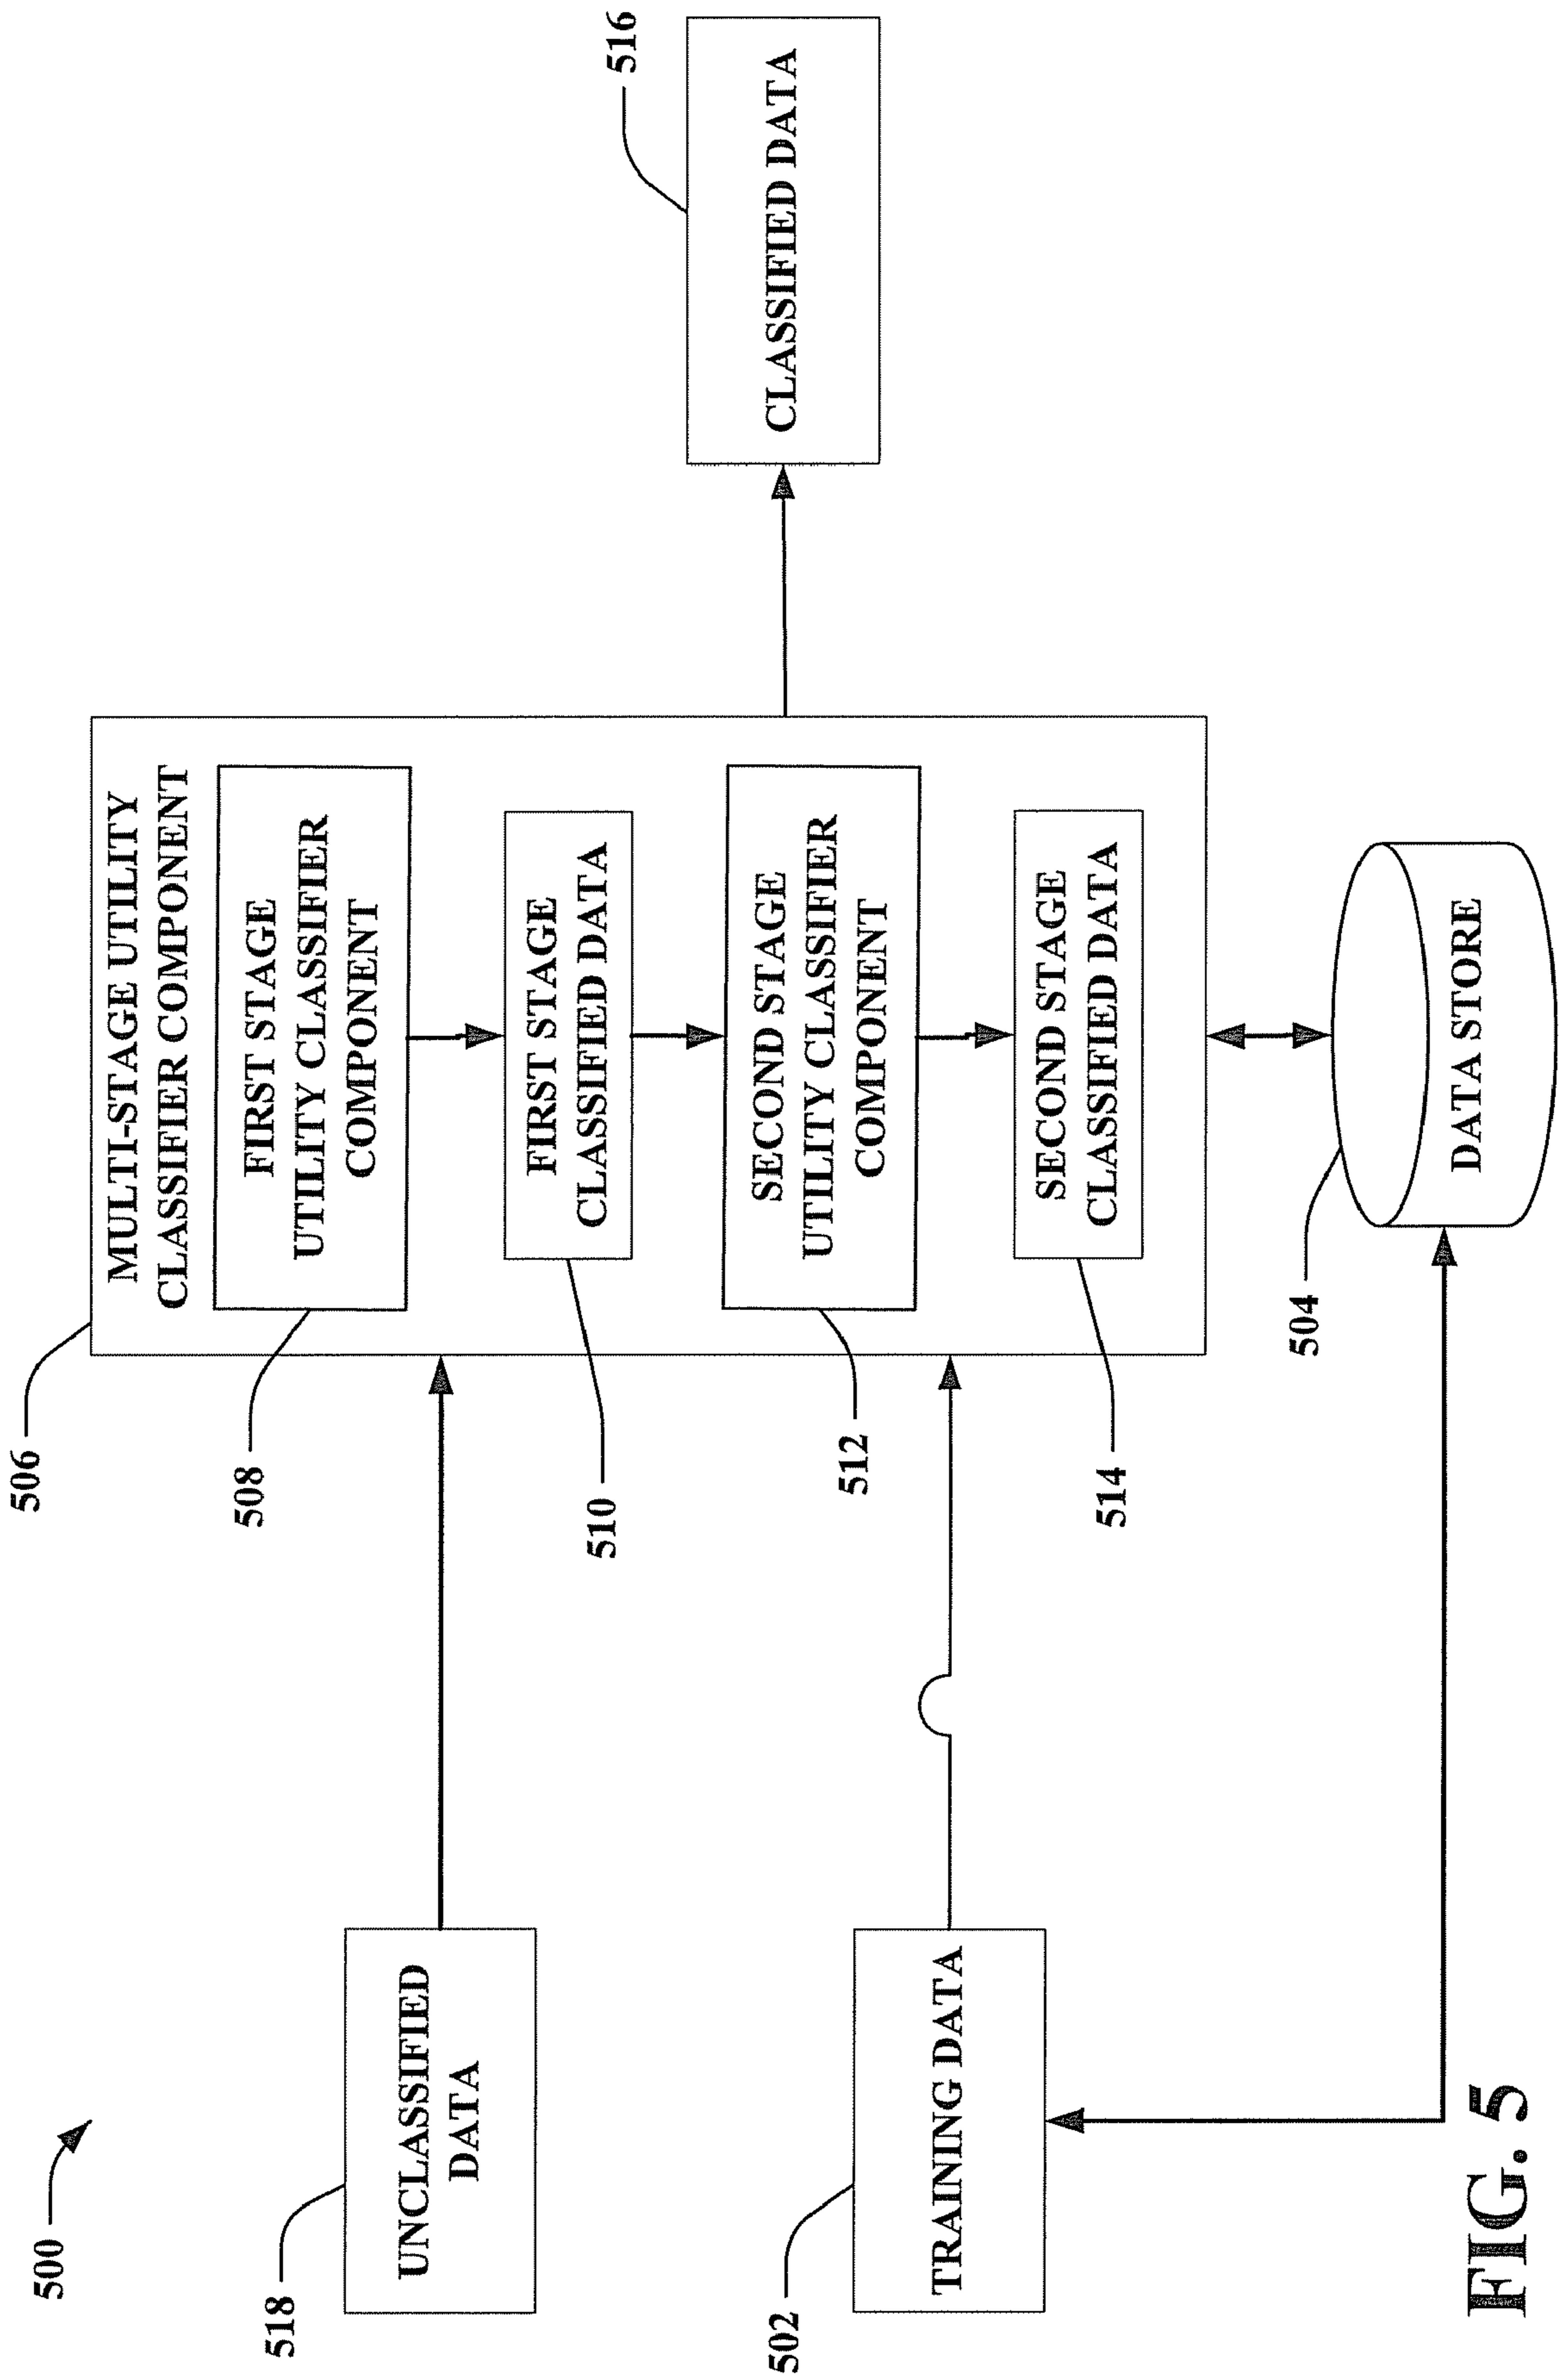 500
518
UNCLASSIFIED
DATA
502
TRAINING DATA
506
MULTI-STAGE UTILITY
CLASSIFIER COMPONENT
508
FIRST STAGE
UTILITY CLASSIFIER
COMPONENT
510
FIRST STAGE
CLASSIFIED DATA
512
SECOND STAGE
UTILITY CLASSIFIER
COMPONENT
514
SECOND STAGE
CLASSIFIED DATA
504
DATA STORE
516
CLASSIFIED DATA
FIG. 5